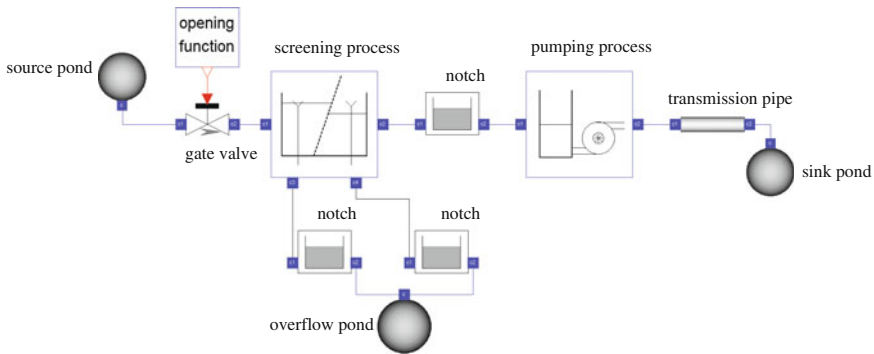 opening
function
screening process
pumping process
source pond
notch
transmission pipe
gate valve
sink pond
notch
notch
overflow pond